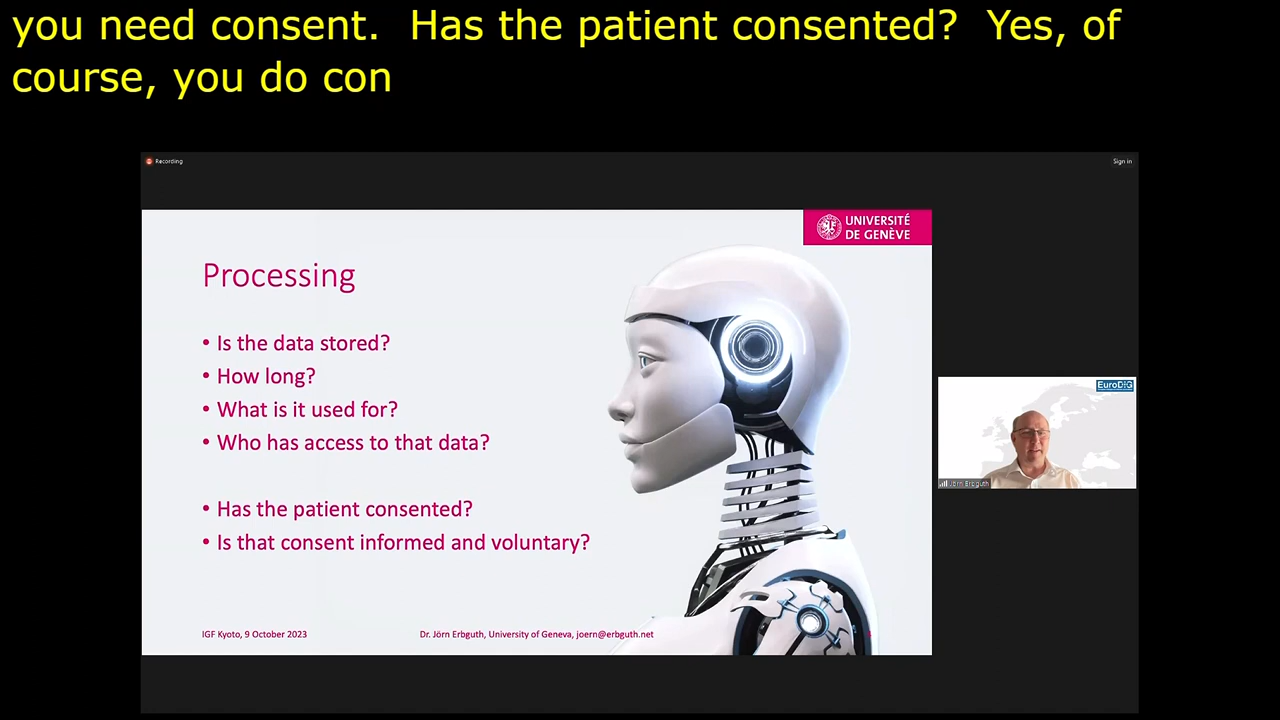 you need consent.  Has the patient consented?  Yes, of
course, you do con
Recording
Sign in
UNIVERSITÉ
DE GENÈVE
Processing
• Is the data stored?
• How long?
• What is it used for?
• Who has access to that data?
• Has the patient consented?
• Is that consent informed and voluntary?
EuroDIG
Jörn Erbguth
IGF Kyoto, 9 October 2023
Dr. Jörn Erbguth, University of Geneva, joern@erbguth.net